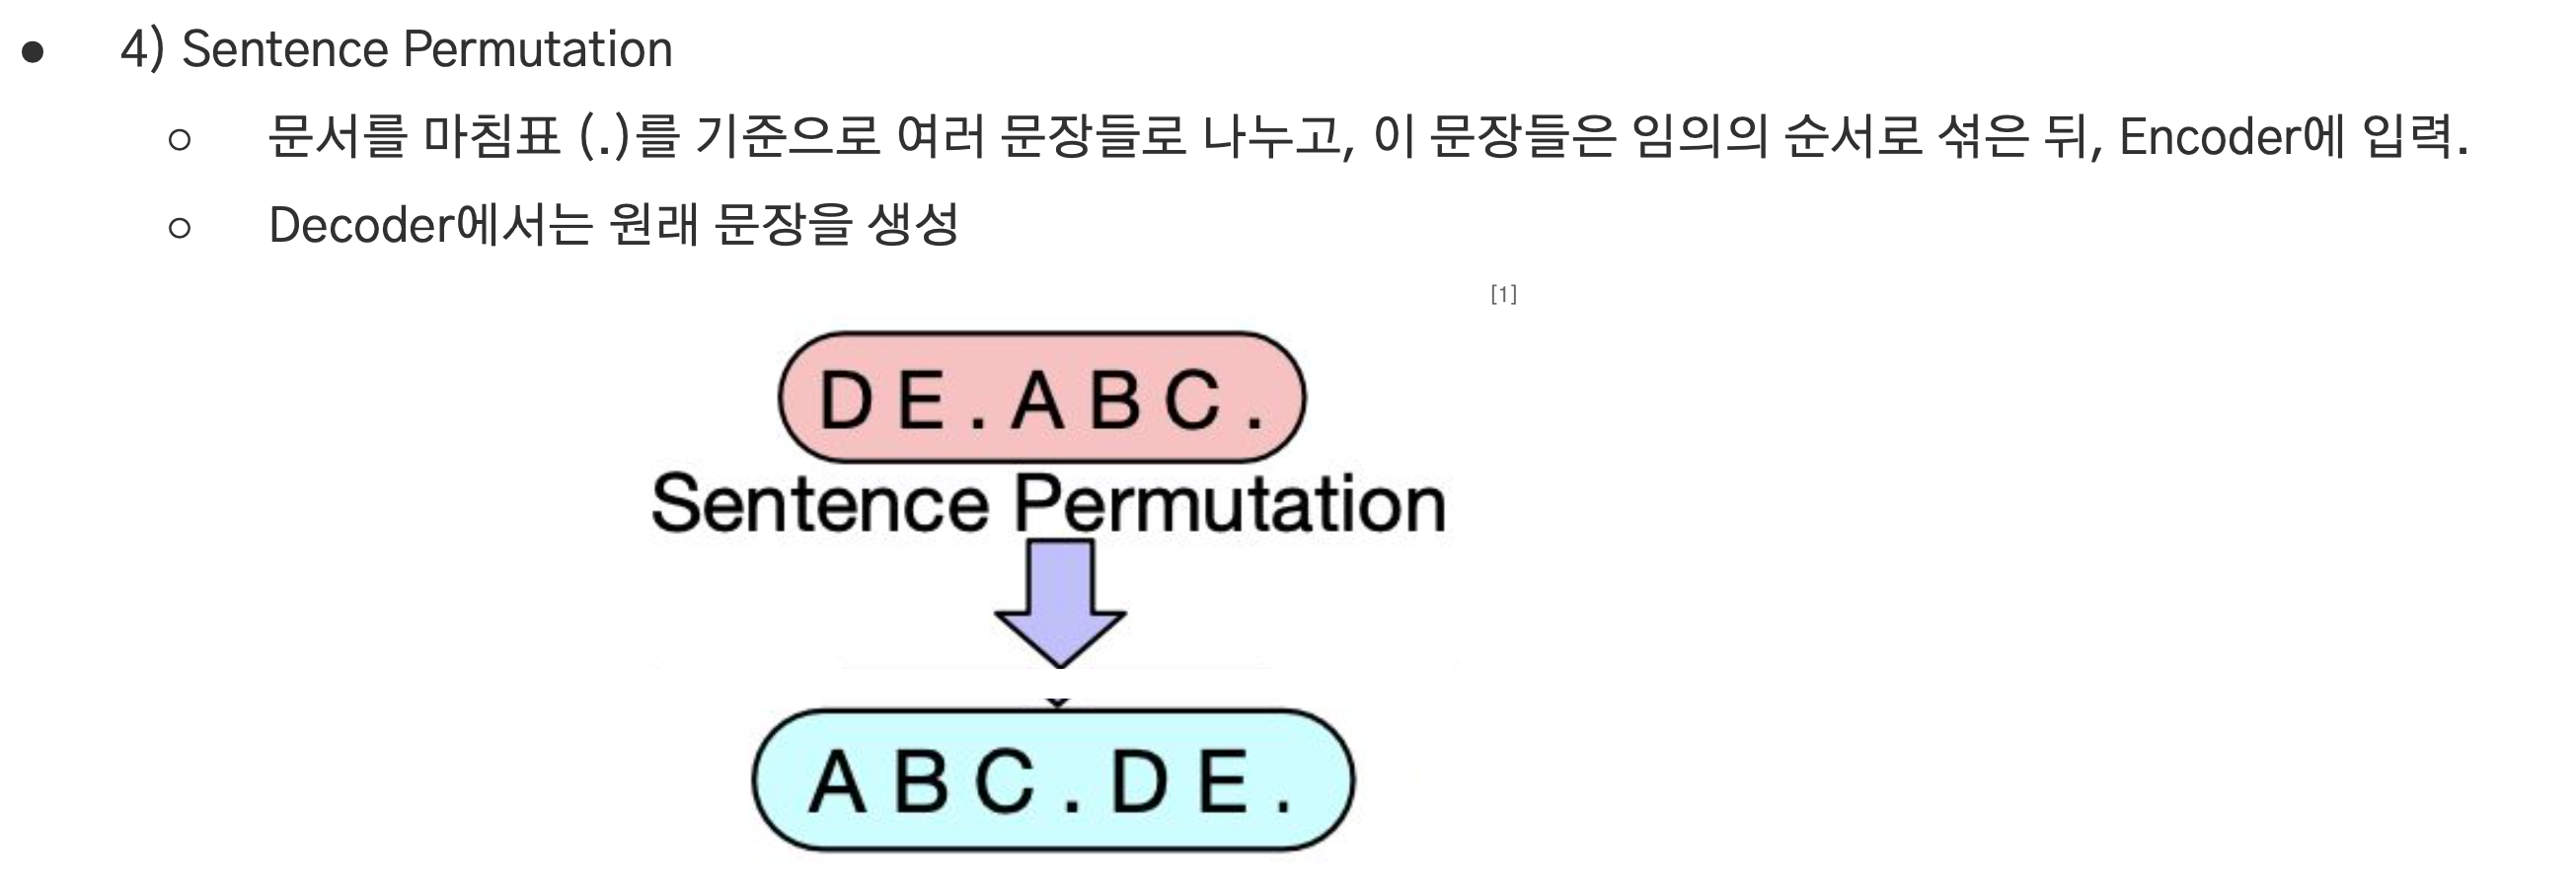 ● 4) Sentence Permutation
○ 문서를 마침표 (.)를 기준으로 여러 문장들로 나누고, 이 문장들은 임의의 순서로 섞은 뒤, Encoder에 입력.
○ Decoder에서는 원래 문장을 생성
[1]
D E . A B C .
Sentence Permutation
A B C . D E .